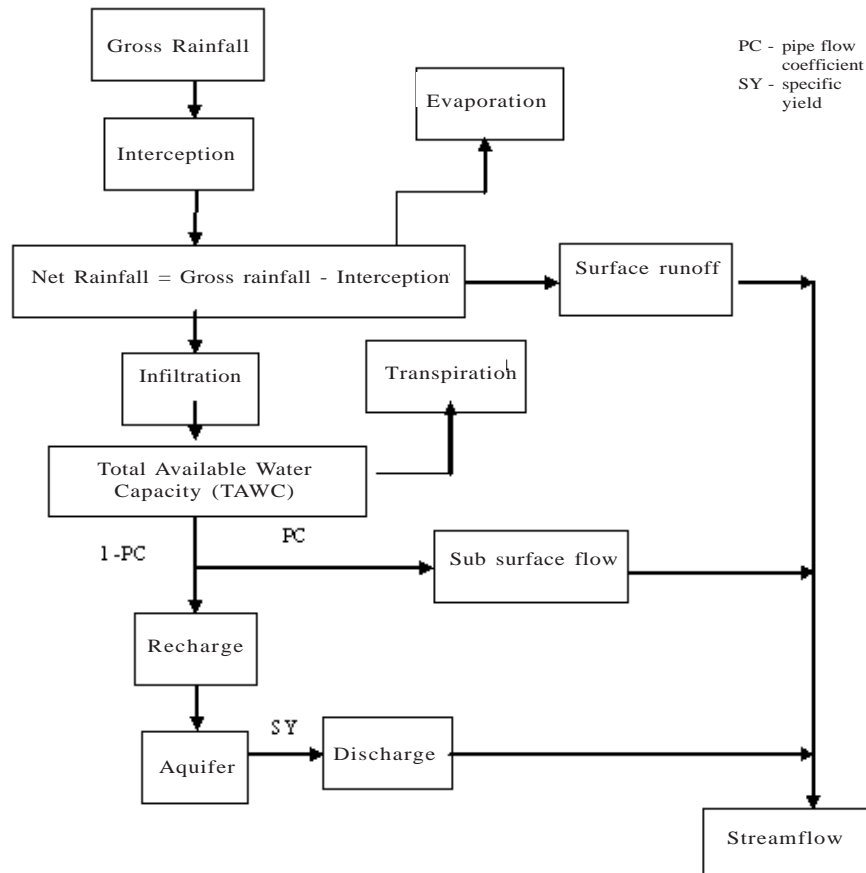 Gross Rainfall
PC - pipe flow
coefficient
SY - specific
yield
Evaporation
Interception
Net Rainfall = Gross rainfall - Interception
Surface runoff
Infiltration
Transpiration
Total Available Water
Capacity (TAWC)
PC
1-PC
Sub surface flow
Recharge
SY
Aquifer
Discharge
Streamflow